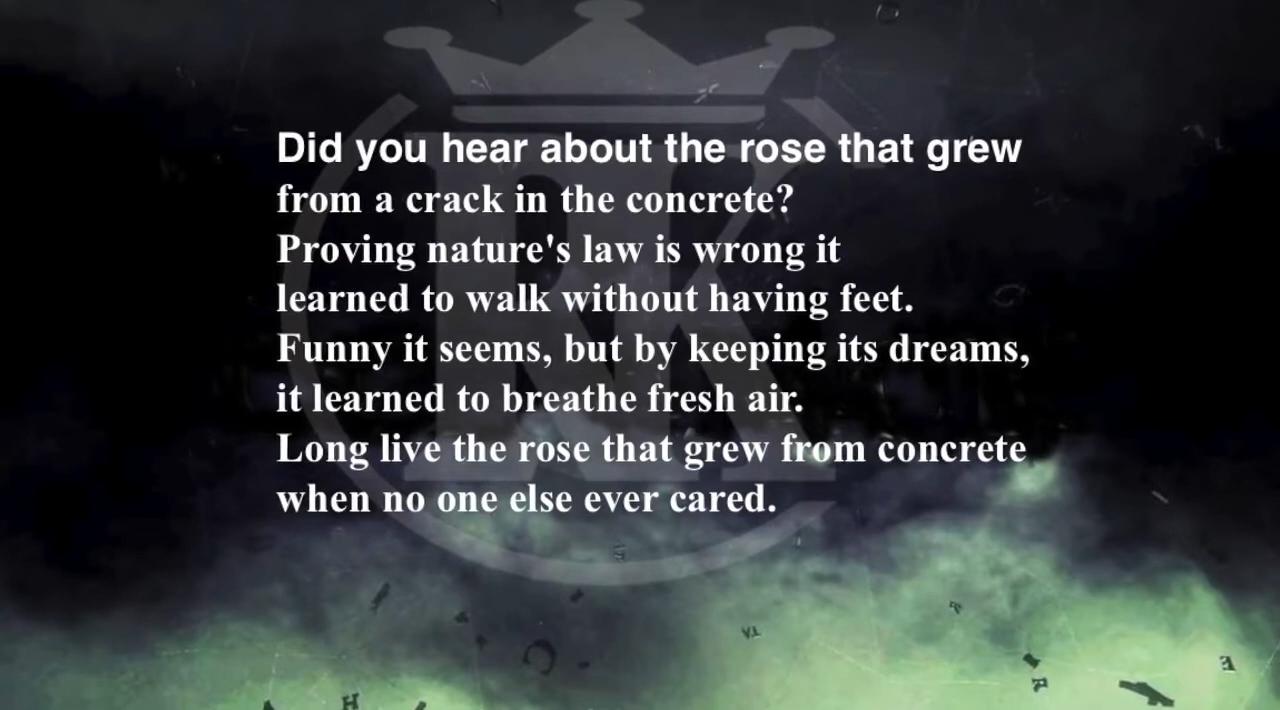 Did you hear about the rose that grew
from a crack in the concrete?
Proving nature's law is wrong it
learned to walk without having feet.
Funny it seems, but by keeping its dreams,
it learned to breathe fresh air.
Long live the rose that grew from concrete
when no one else ever cared.
RK